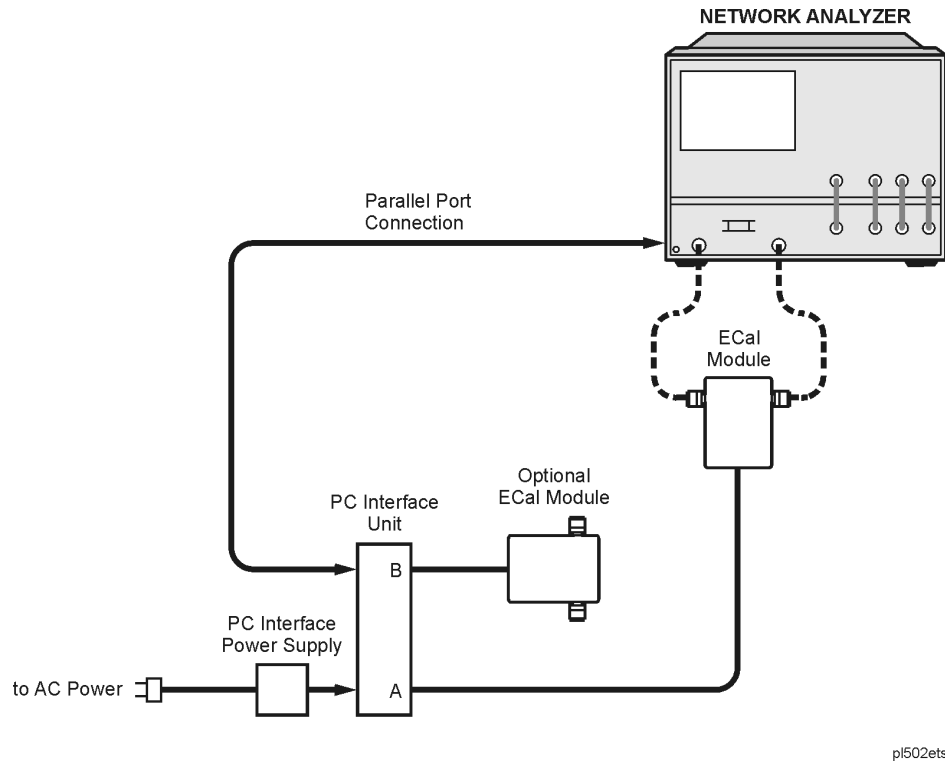 NETWORK ANALYZER
Parallel Port
Connection
ECal
Module
Optional
ECal Module
PC Interface
Unit
B
PC Interface
Power Supply
to AC Power
A
pl502ets